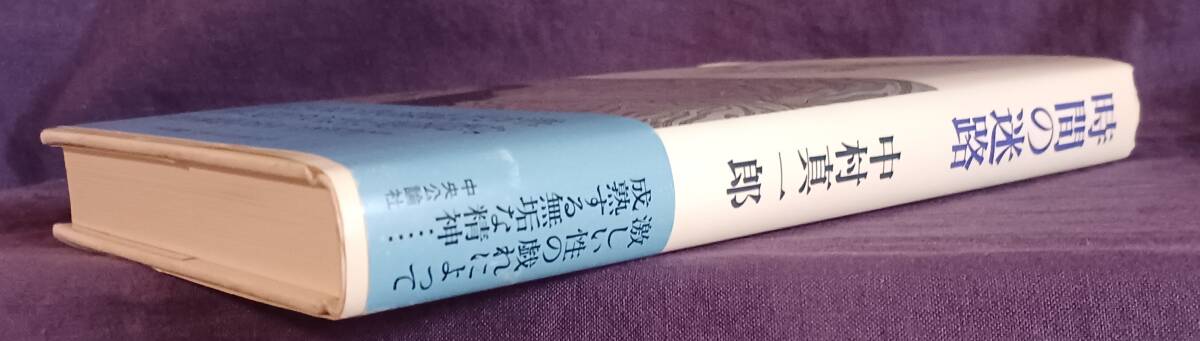 時間の迷路
中村真一郎
激しい性の戯れによって
成熟する無垢な精神……
中央公論社